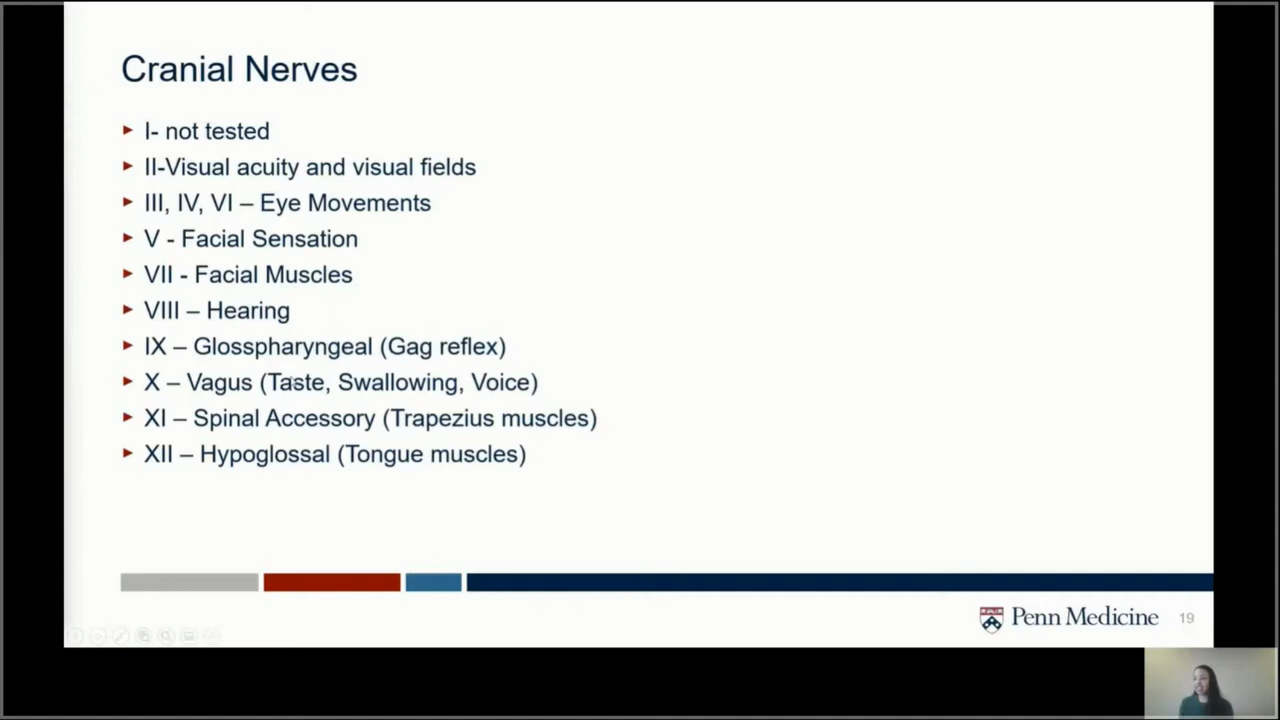 Cranial Nerves
I- not tested
II-Visual acuity and visual fields
III, IV, VI – Eye Movements
V - Facial Sensation
VII - Facial Muscles
VIII – Hearing
IX – Glosspharyngeal (Gag reflex)
X – Vagus (Taste, Swallowing, Voice)
XI – Spinal Accessory (Trapezius muscles)
XII – Hypoglossal (Tongue muscles)
Penn Medicine 19